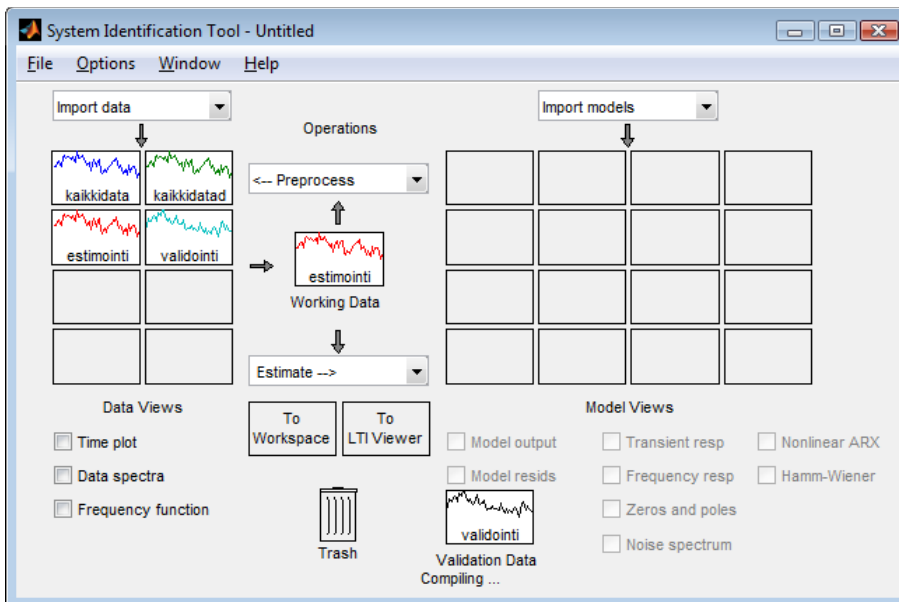 System Identification Tool - Untitled
File Options Window Help
Import data
Import models
Operations
kaikkidata
kaikkidatad
<-- Preprocess
estimointi
validointi
estimointi
Working Data
Estimate -->
Data Views
Model Views
To Workspace
To LTI Viewer
Time plot
Data spectra
Frequency function
Model output
Transient resp
Nonlinear ARX
Model resids
Frequency resp
Hamm-Wiener
Zeros and poles
Noise spectrum
Trash
validointi
Validation Data
Compiling ...